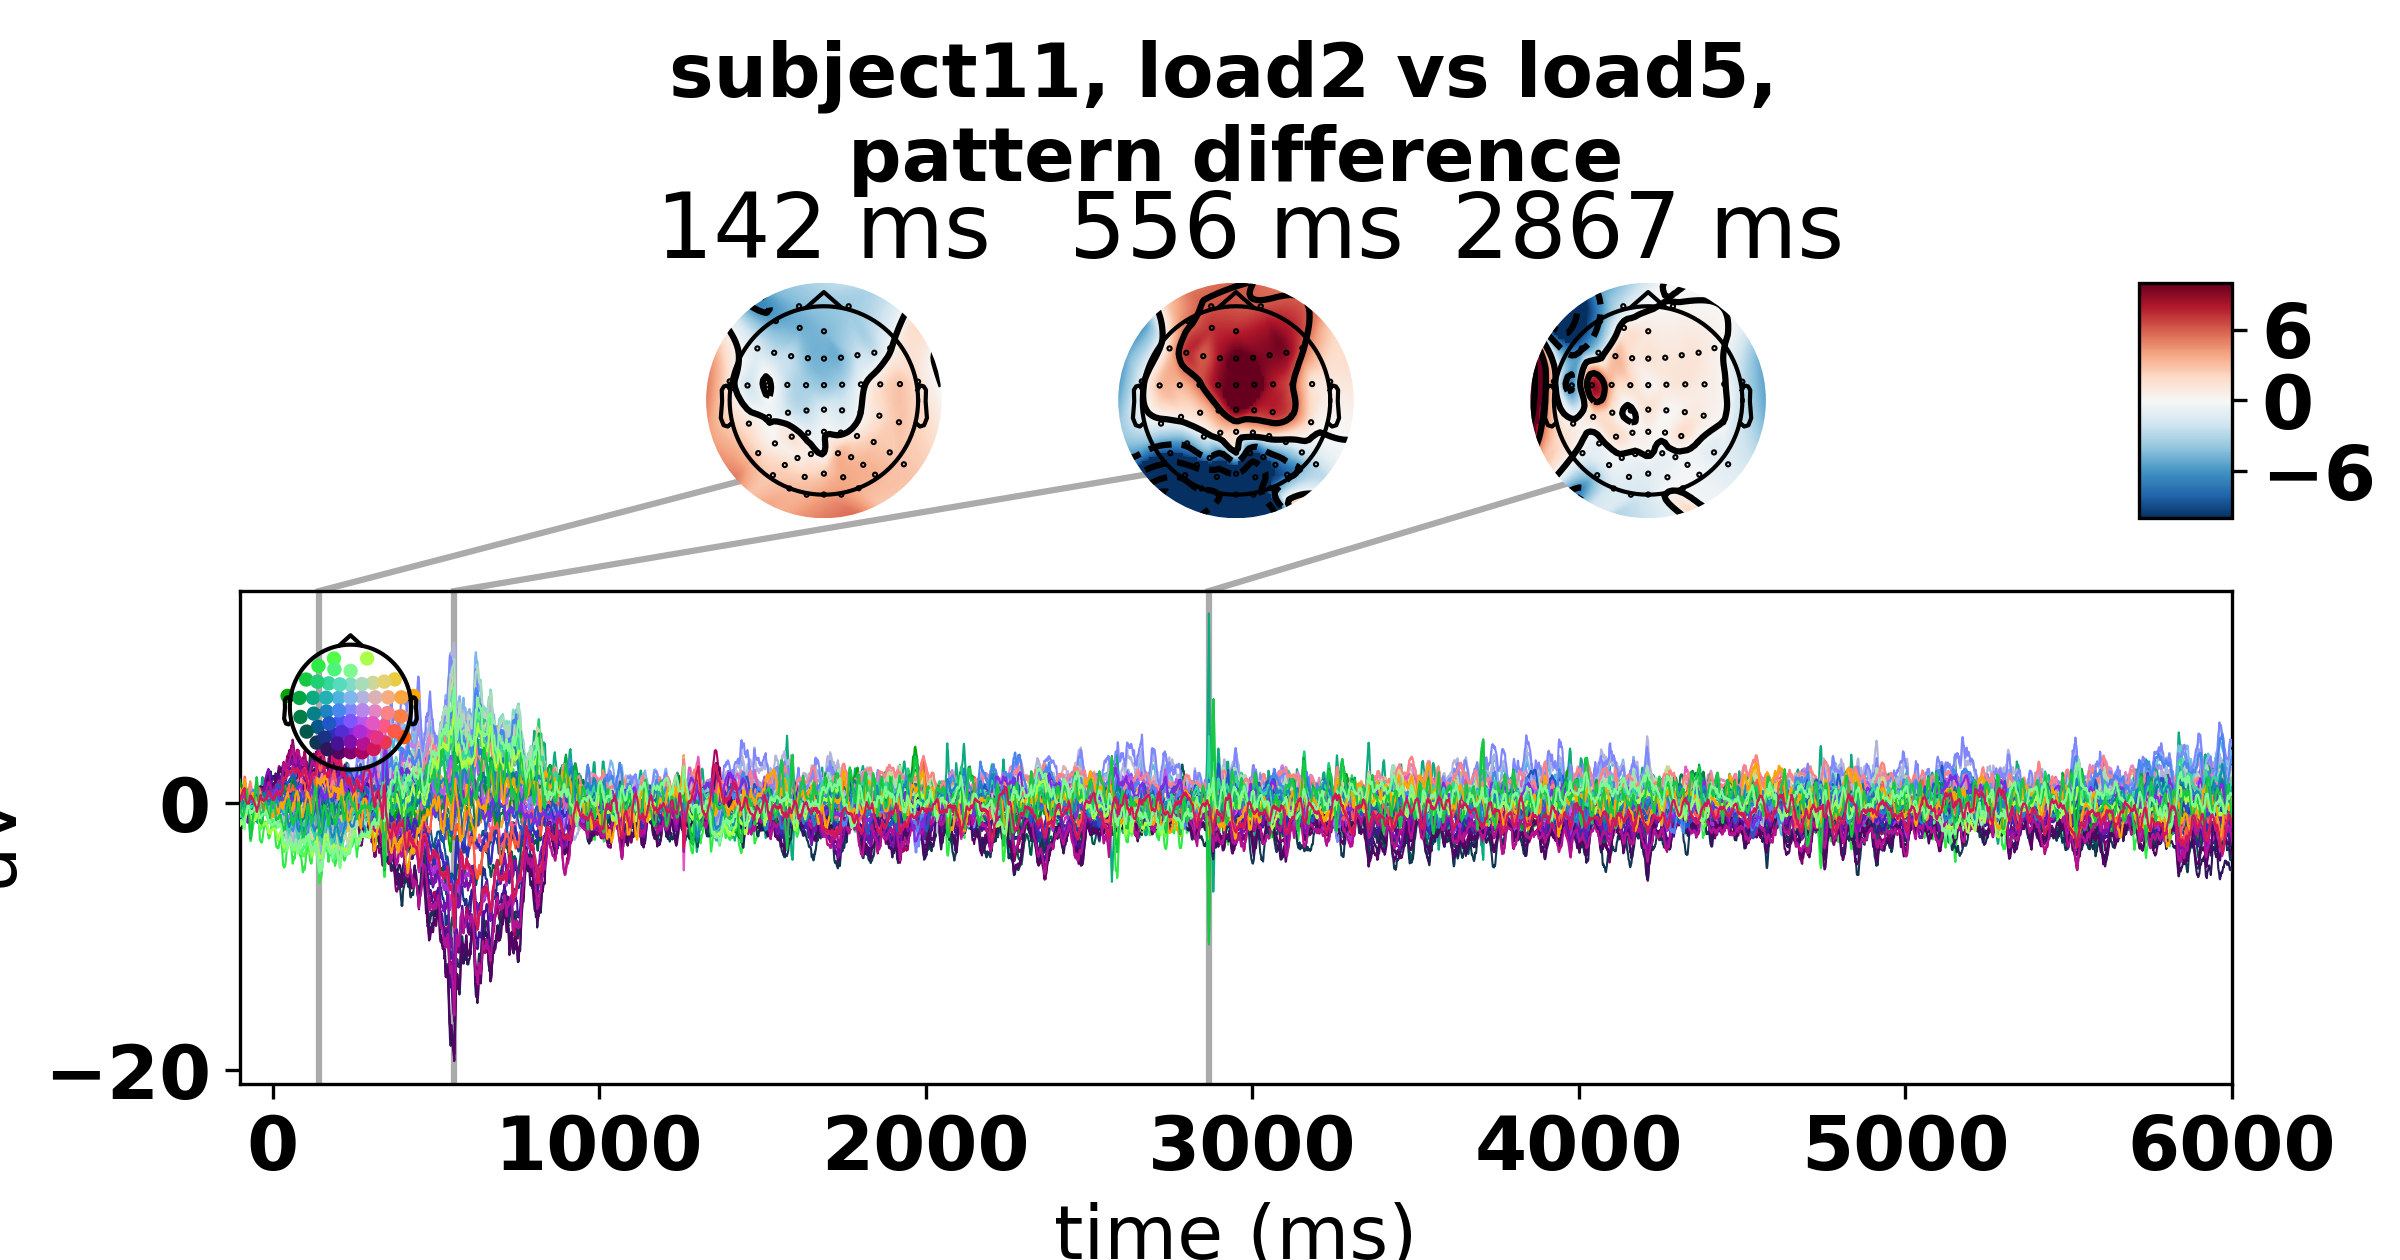 subject11, load2 vs load5,
pattern difference
142 ms 556 ms 2867 ms
6
0
−6
0
−20
0 1000 2000 3000 4000 5000 6000
time (ms)